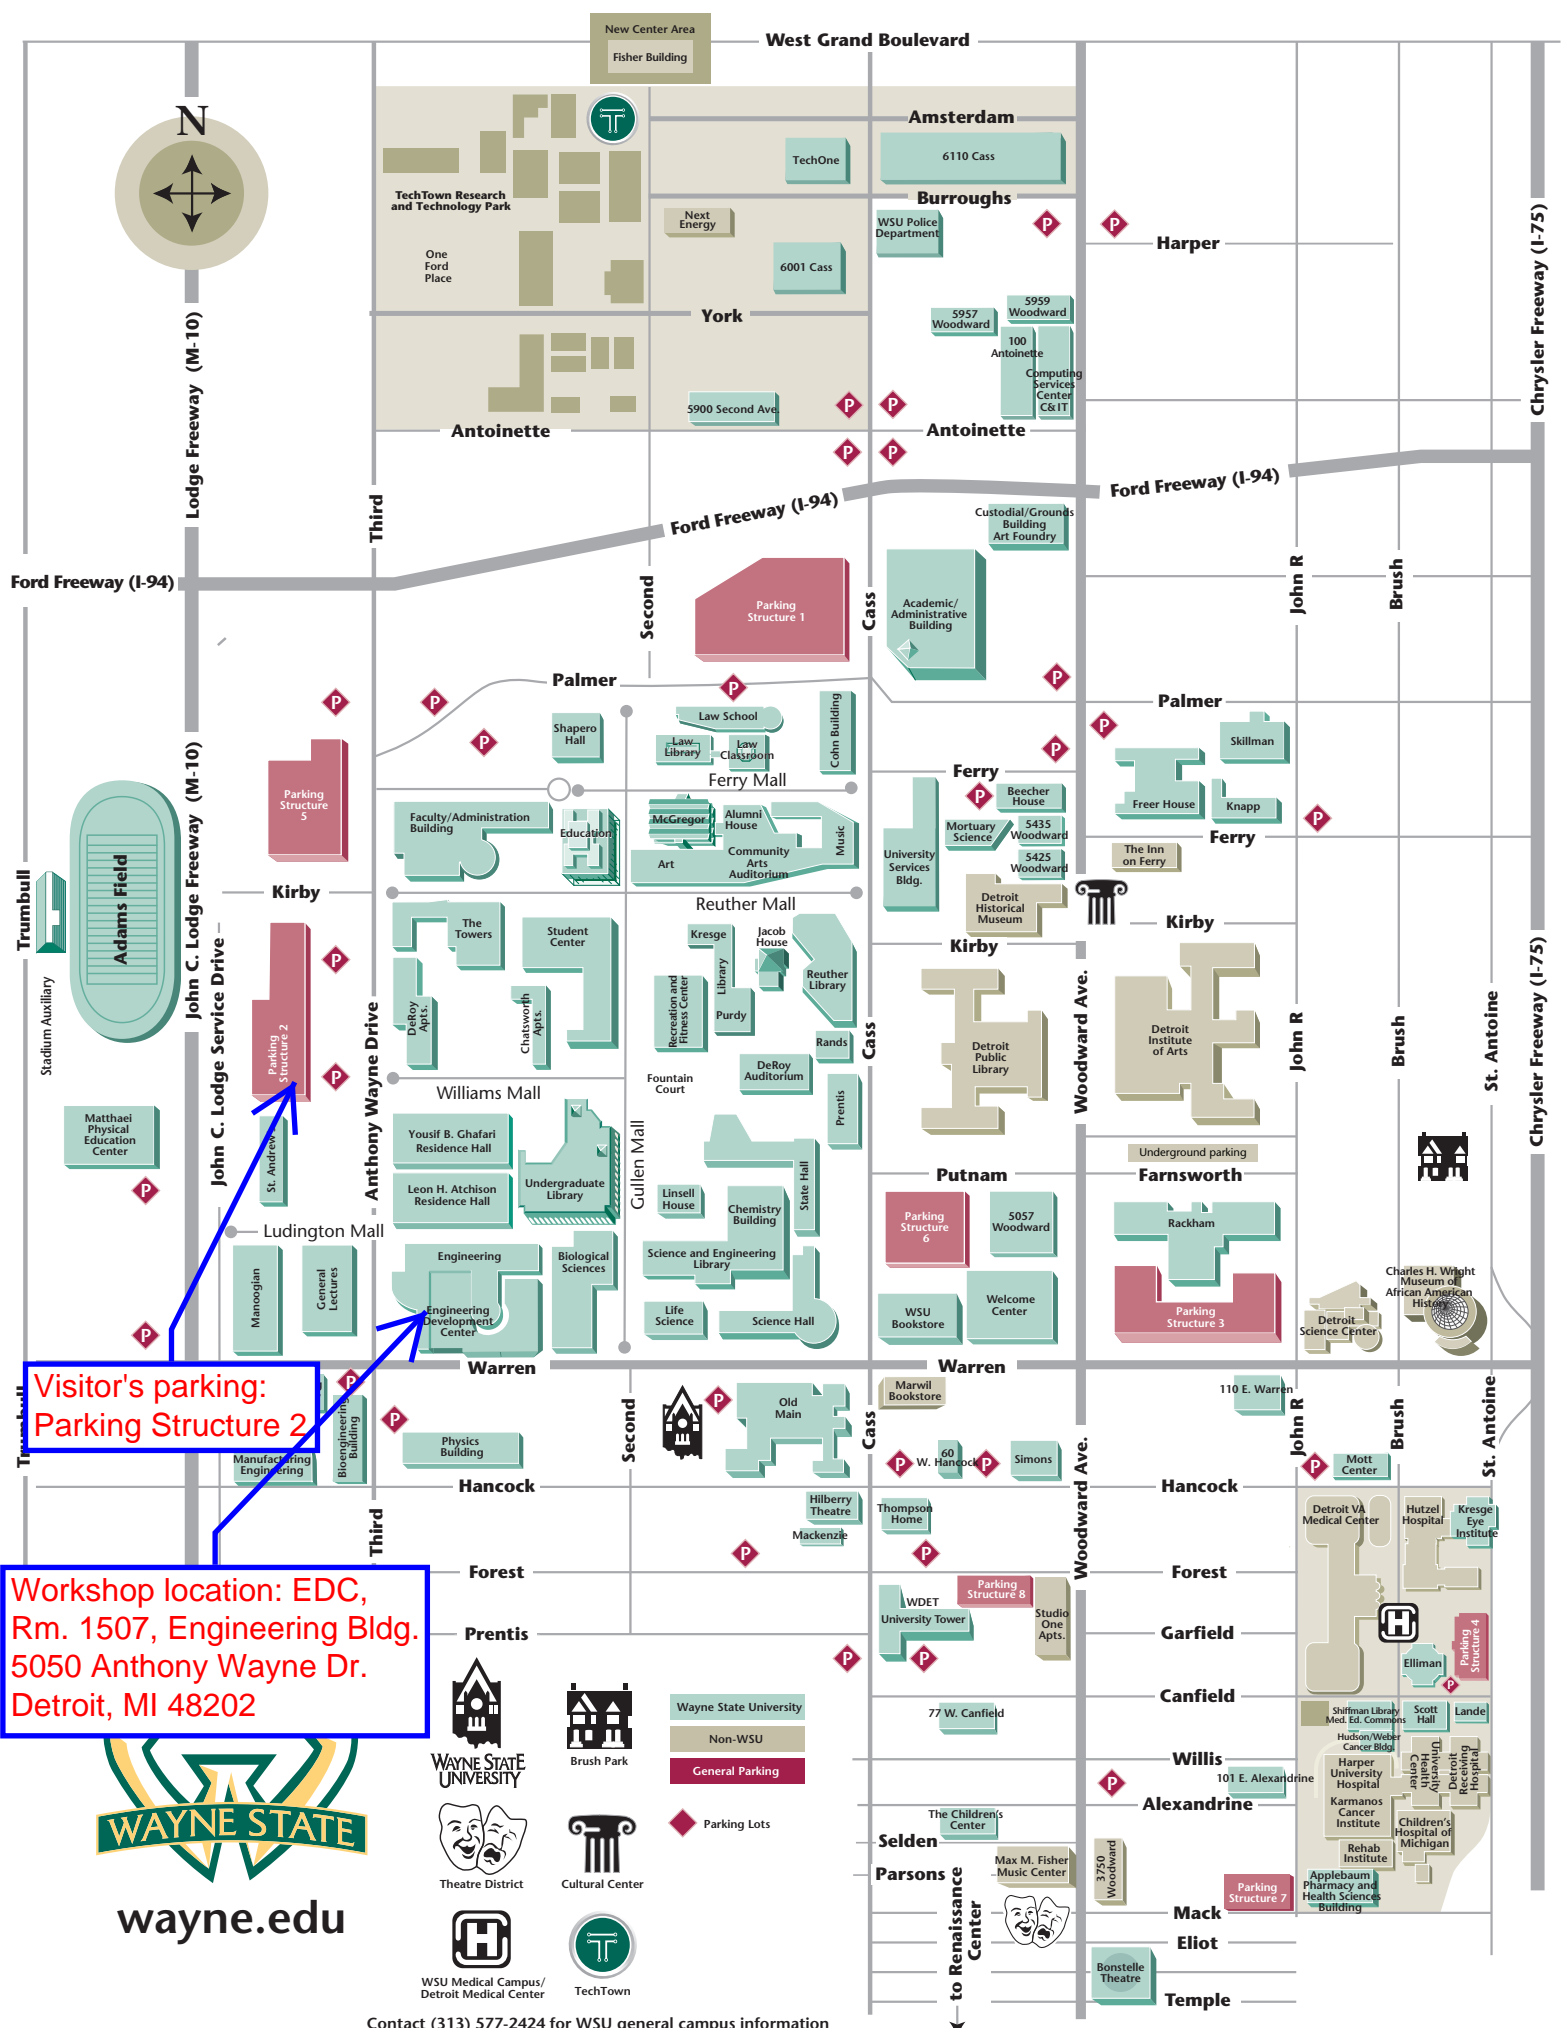 New Center Area
Fisher Building
West Grand Boulevard
N
Amsterdam
TechOne
6110 Cass
TechTown Research
and Technology Park
Burroughs
Next
Energy
WSU Police
Department
Harper
One
Ford
Place
6001 Cass
5957
Woodward
5959
Woodward
York
100
Antoinette
Computing
Services
Center
C&IT
5900 Second Ave.
P
P
P
P
Antoinette
Antoinette
P
P
Lodge Freeway (M-10)
Chrysler Freeway (I-75)
Third
Ford Freeway (I-94)
Ford Freeway (I-94)
Ford Freeway (I-94)
Custodial/Grounds
Building
Art Foundry
Second
Parking
Structure 1
Cass
Academic/
Administrative
Building
John R
Brush
Palmer
Palmer
P
P
P
P
P
P
P
Shapero
Hall
Law School
Law
Library
Law
Classroom
Cohn Building
Skillman
Ferry Mall
Ferry
Parking
Structure
5
Freer House
Knapp
P
Beecher
House
P
Faculty/Administration
Building
Education
McGregor
Alumni
House
Art
Community
Arts
Auditorium
Music
University
Services
Bldg.
Mortuary
Science
5435
Woodward
5425
Woodward
Ferry
The Inn
on Ferry
Trumbull
Adams Field
John C. Lodge Freeway (M-10)
Kirby
Reuther Mall
Detroit
Historical
Museum
Kirby
Kirby
Stadium Auxiliary
John C. Lodge Service Drive
Parking
Structure 2
P
P
The
Towers
Student
Center
DeRoy
Apts.
Chatsworth
Apts.
Kresge
Library
Purdy
Jacob
House
Reuther
Library
Recreation and
Fitness Center
Rands
DeRoy
Auditorium
Fountain
Court
Prentis
Cass
Detroit
Public
Library
Woodward Ave.
Detroit
Institute
of Arts
John R
Brush
St. Antoine
Chrysler Freeway (I-75)
Anthony Wayne Drive
Williams Mall
Matthaei
Physical
Education
Center
P
Yousif B. Ghafari
Residence Hall
Leon H. Atchison
Residence Hall
Undergraduate
Library
Gullen Mall
Linsell
House
Chemistry
Building
State Hall
Underground parking
Putnam
Farnsworth
Ludington Mall
Parking
Structure
6
5057
Woodward
Rackham
Manoogian
General
Lectures
Engineering
Engineering
Development
Center
Biological
Sciences
Science and Engineering
Library
Life
Science
Science Hall
WSU
Bookstore
Welcome
Center
Parking
Structure 3
Detroit
Science Center
Charles H. Wright
Museum of
African American
History
P
Warren
Warren
Visitor's parking:
Parking Structure 2
P
P
Bioengineering
Building
Manufacturing
Engineering
Physics
Building
Second
P
Old
Main
Cass
Marwil
Bookstore
P
60
W. Hancock
P
Simons
Woodward Ave.
110 E. Warren
John R
Brush
St. Antoine
P
Mott
Center
Hancock
Hancock
Third
Hilberry
Theatre
Mackenzie
Thompson
Home
Detroit VA
Medical Center
Hutzel
Hospital
Kresge
Eye
Institute
P
P
Forest
Forest
Workshop location: EDC,
Rm. 1507, Engineering Bldg.
5050 Anthony Wayne Dr.
Detroit, MI 48202
WDET
University Tower
Parking
Structure 8
Studio
One
Apts.
Prentis
Garfield
H
Parking
Structure 4
Elliman
P
P
P
Canfield
77 W. Canfield
Shiffman Library
Med. Ed. Commons
Scott
Hall
Lande
Hudson/Weber
Cancer Bldg.
WAYNE STATE
UNIVERSITY
Brush Park
Wayne State University
Non-WSU
General Parking
Parking Lots
Willis
P
101 E. Alexandrine
Harper
University
Hospital
Karmanos
Cancer
Institute
University
Health
Center
Detroit
Receiving
Hospital
Alexandrine
WAYNE STATE
wayne.edu
Theatre District
Cultural Center
The Children's
Center
Selden
Parsons
Max M. Fisher
Music Center
3750
Woodward
Children's
Hospital of
Michigan
Rehab
Institute
Parking
Structure 7
Applebaum
Pharmacy and
Health Sciences
Building
Mack
Eliot
to Renaissance
Center
H
WSU Medical Campus/
Detroit Medical Center
T
TechTown
Bonstelle
Theatre
Temple
Contact (313) 577-2424 for WSU general campus information